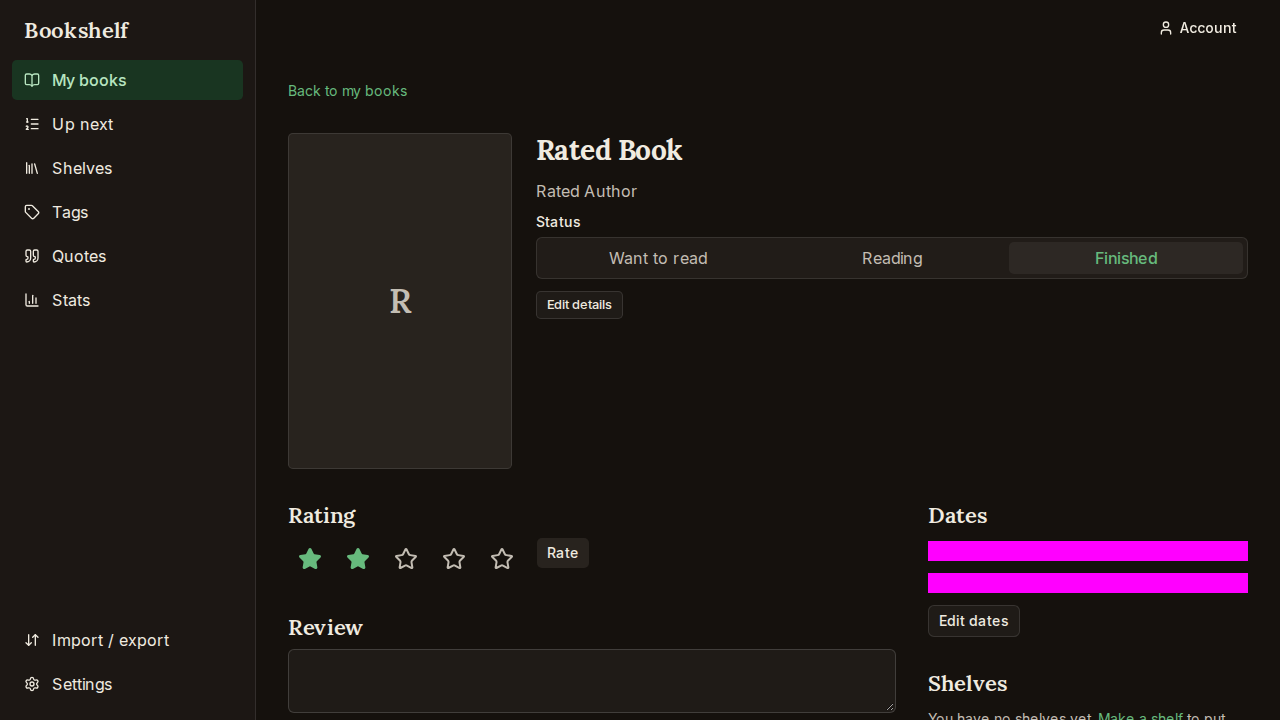 Bookshelf
My books
Up next
Shelves
Tags
Quotes
Stats
Import / export
Settings
Account
Back to my books
R
Rated Book
Rated Author
Status
Want to read
Reading
Finished
Edit details
Rating
Rate
Review
Dates
Edit dates
Shelves
You have no shelves yet. Make a shelf to put